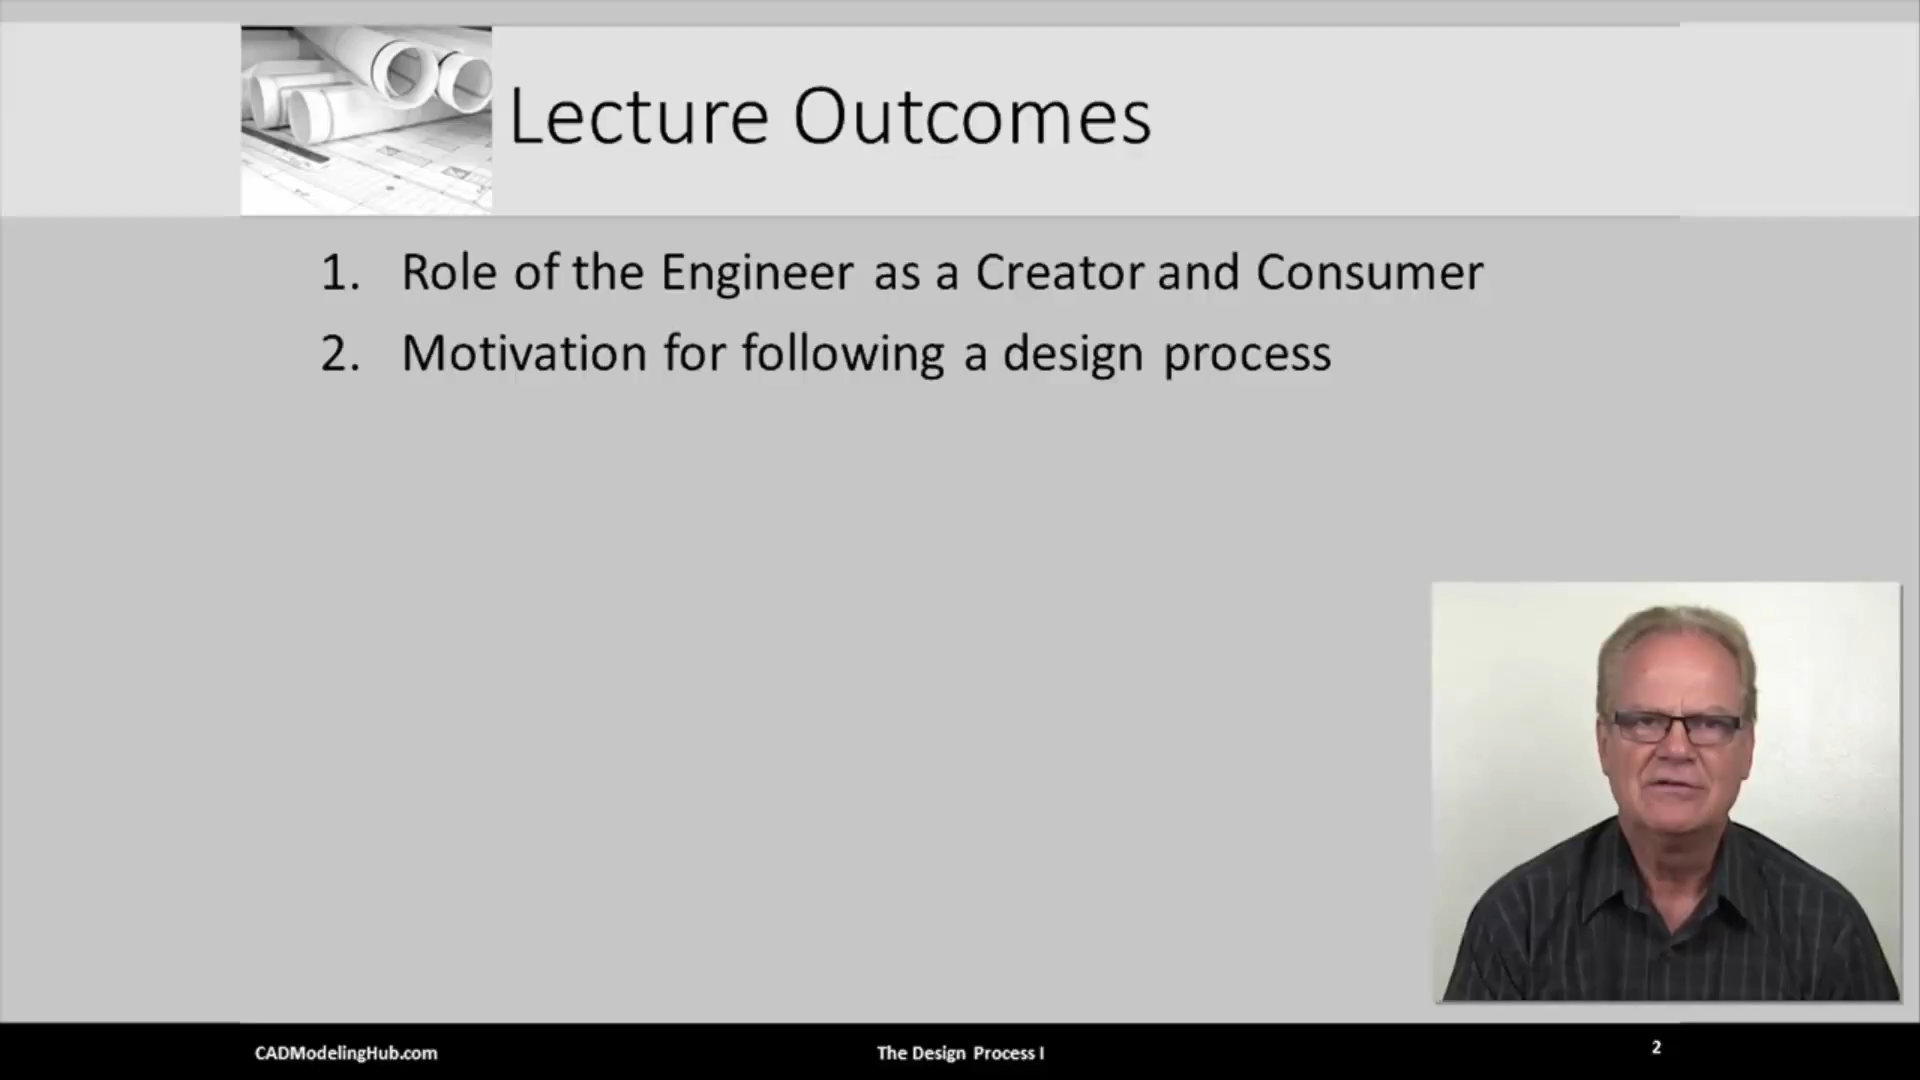 Lecture Outcomes
1. Role of the Engineer as a Creator and Consumer
2. Motivation for following a design process
CADModelingHub.com
The Design Process I
2